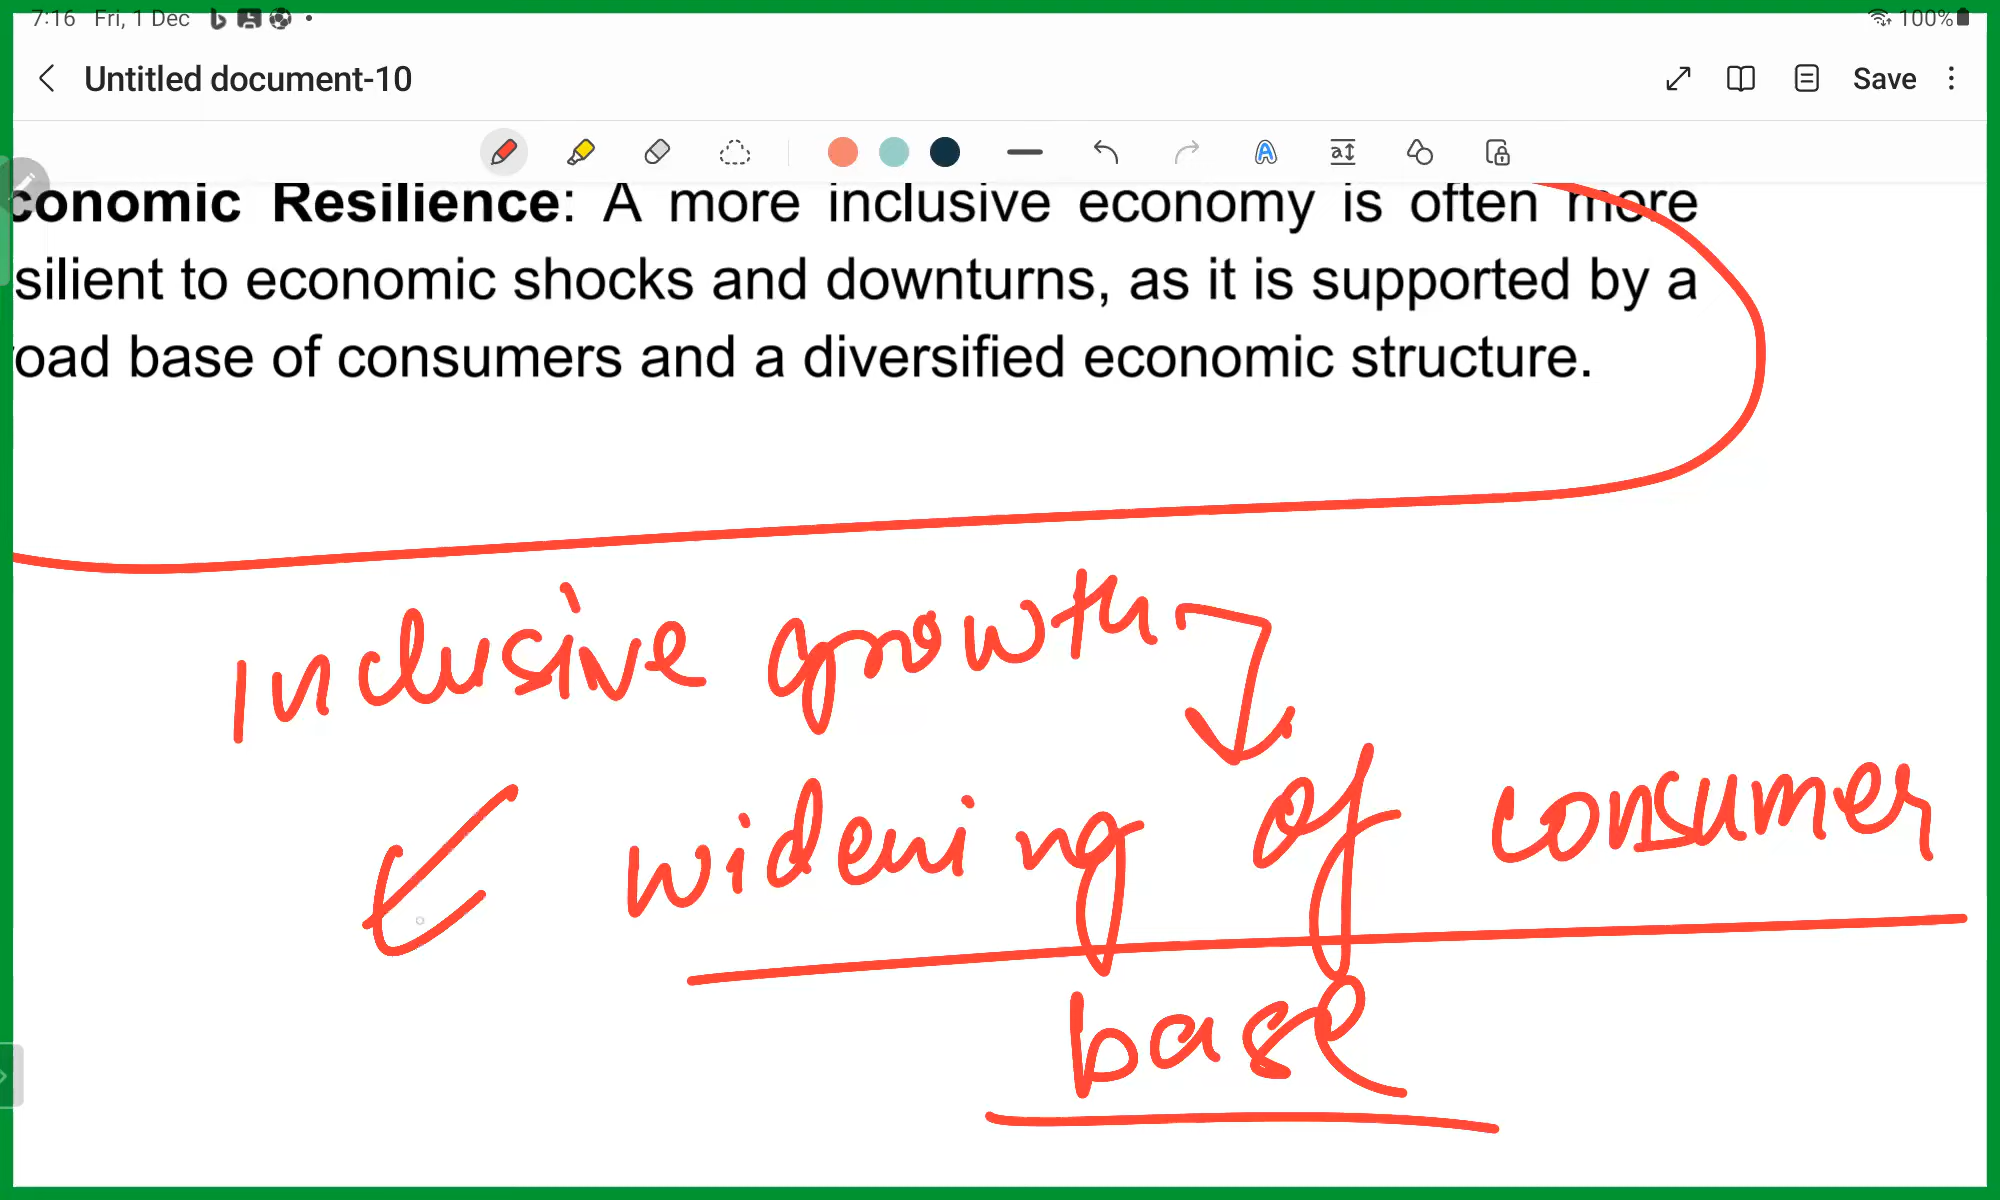 7:16 Fri, 1 Dec
100%
Untitled document-10
Save
conomic Resilience: A more inclusive economy is often more
silient to economic shocks and downturns, as it is supported by a
oad base of consumers and a diversified economic structure.
Inclusive growth
widening of consumer
base